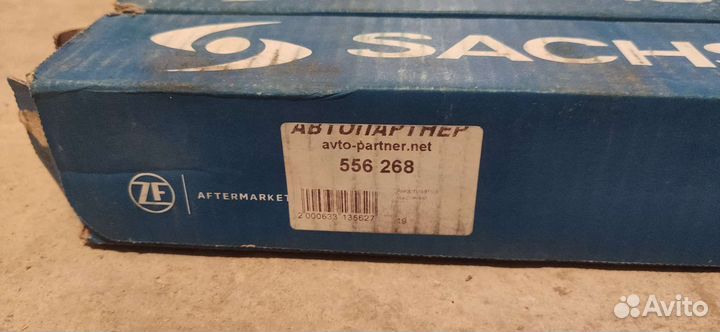 SACHS
АВТОПАРТНЕР
avto-partner.net
556 268
ZF
AFTERMARKET
2 000633 135627
Avito